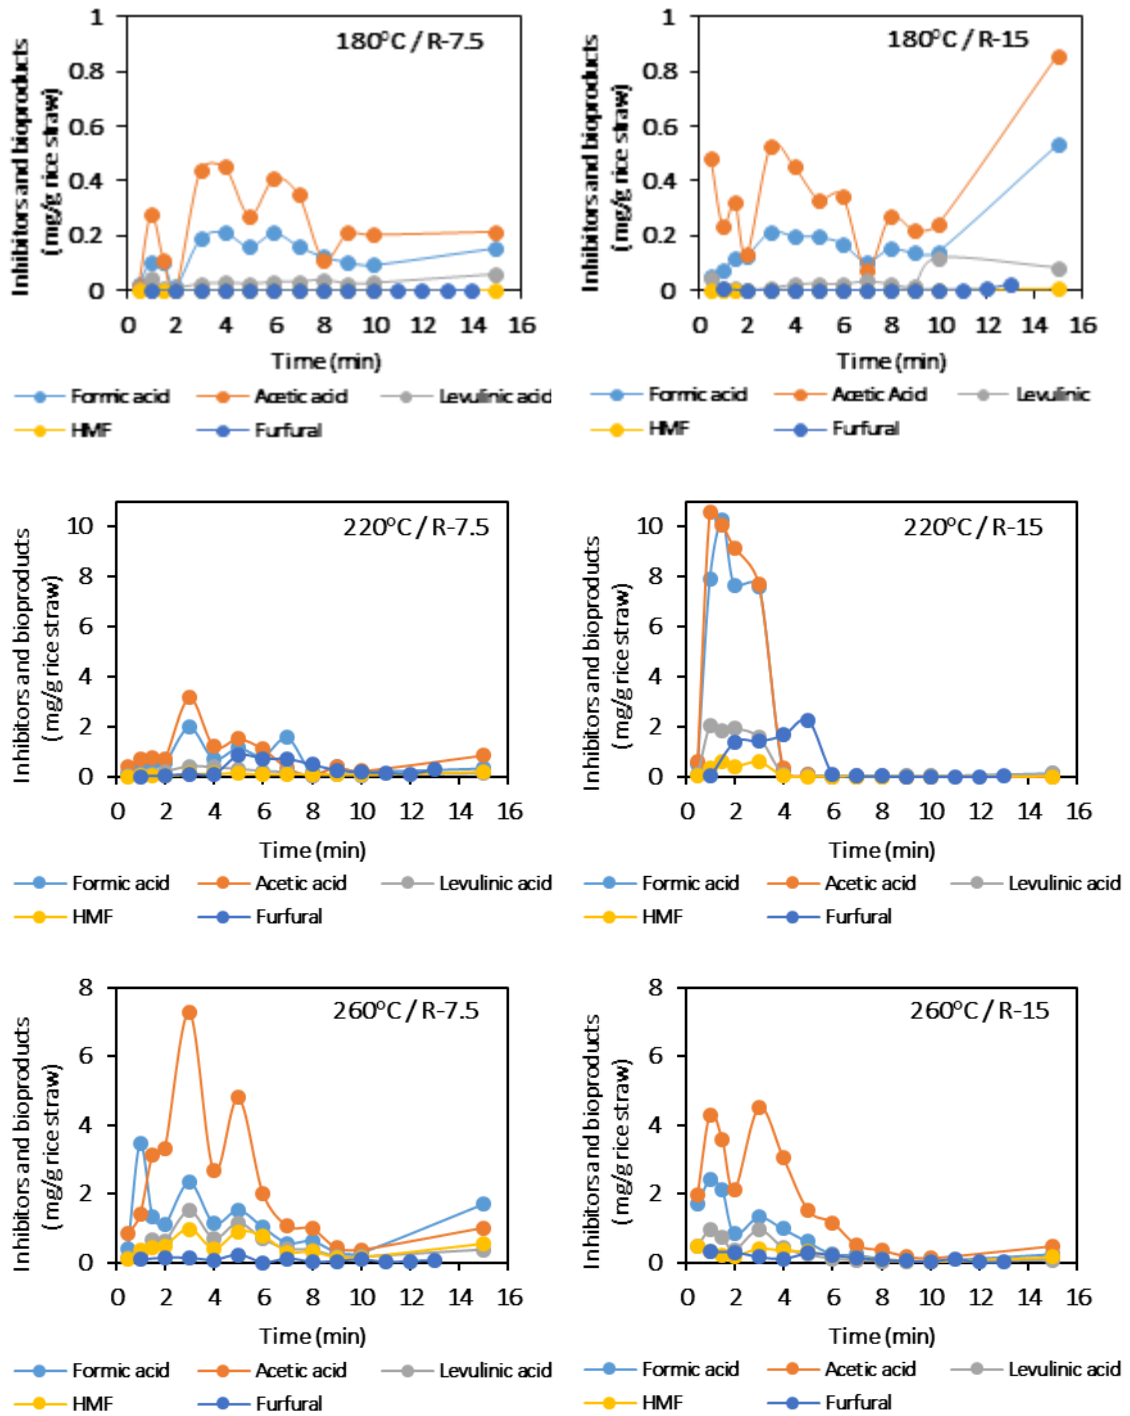 180⁰C / R-7.5
Inhibitors and bioproducts
(mg/g rice straw)
1
0.8
0.6
0.4
0.2
0
0 2 4 6 8 10 12 14 16
Time (min)
Formic acid Acetic acid Levulinic acid
HMF Furfural
180⁰C / R-15
Inhibitors and bioproducts
(mg/g rice straw)
1
0.8
0.6
0.4
0.2
0
0 2 4 6 8 10 12 14 16
Time (min)
Formic acid Acetic Acid Levulinic
HMF Furfural
220°C / R-7.5
Inhibitors and bioproducts
(mg/g rice straw)
10
8
6
4
2
0
0 2 4 6 8 10 12 14 16
Time (min)
Formic acid Acetic acid Levulinic acid
HMF Furfural
220°C / R-15
Inhibitors and bioproducts
(mg/g rice straw)
10
8
6
4
2
0
0 2 4 6 8 10 12 14 16
Time (min)
Formic acid Acetic acid Levulinic acid
HMF Furfural
260°C / R-7.5
Inhibitors and bioproducts
(mg/g rice straw)
8
6
4
2
0
0 2 4 6 8 10 12 14 16
Time (min)
Formic acid Acetic acid Levulinic acid
HMF Furfural
260°C / R-15
Inhibitors and bioproducts
(mg/g rice straw)
8
6
4
2
0
0 2 4 6 8 10 12 14 16
Time (min)
Formic acid Acetic acid Levulinic acid
HMF Furfural